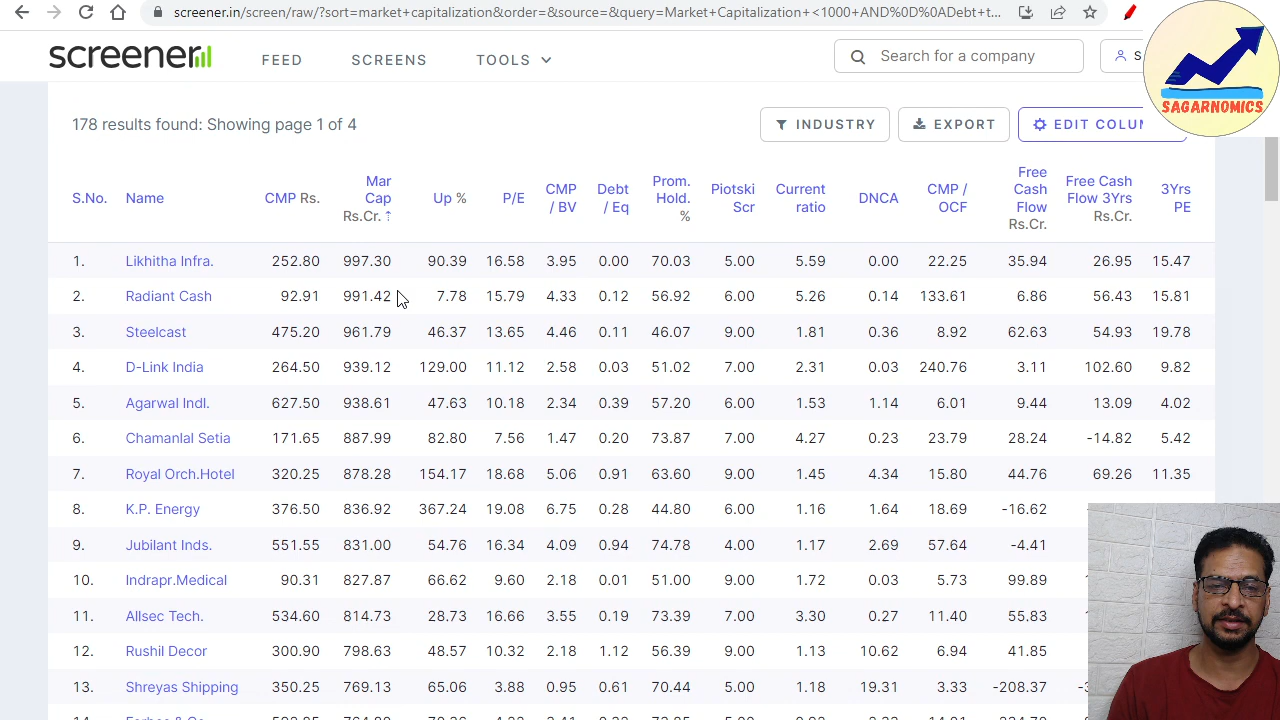 screener.in/screen/raw/?sort=market+capitalization&order=&source=&query=Market+Capitalization+<1000+AND%0D%0ADebt+t...
screener
FEED
SCREENS
TOOLS
Search for a company
S
SAGARNOMICS
178 results found: Showing page 1 of 4
INDUSTRY
EXPORT
EDIT COLUM
S.No. Name CMP Rs. Mar Cap Rs.Cr. ↑ Up % P/E CMP / BV Debt / Eq Prom. Hold. % Piotski Scr Current ratio DNCA CMP / OCF Free Cash Flow Rs.Cr. Free Cash Flow 3Yrs Rs.Cr. 3Yrs PE
1. Likhitha Infra. 252.80 997.30 90.39 16.58 3.95 0.00 70.03 5.00 5.59 0.00 22.25 35.94 26.95 15.47
2. Radiant Cash 92.91 991.42 7.78 15.79 4.33 0.12 56.92 6.00 5.26 0.14 133.61 6.86 56.43 15.81
3. Steelcast 475.20 961.79 46.37 13.65 4.46 0.11 46.07 9.00 1.81 0.36 8.92 62.63 54.93 19.78
4. D-Link India 264.50 939.12 129.00 11.12 2.58 0.03 51.02 7.00 2.31 0.03 240.76 3.11 102.60 9.82
5. Agarwal Indl. 627.50 938.61 47.63 10.18 2.34 0.39 57.20 6.00 1.53 1.14 6.01 9.44 13.09 4.02
6. Chamanlal Setia 171.65 887.99 82.80 7.56 1.47 0.20 73.87 7.00 4.27 0.23 23.79 28.24 -14.82 5.42
7. Royal Orch.Hotel 320.25 878.28 154.17 18.68 5.06 0.91 63.60 9.00 1.45 4.34 15.80 44.76 69.26 11.35
8. K.P. Energy 376.50 836.92 367.24 19.08 6.75 0.28 44.80 6.00 1.16 1.64 18.69 -16.62
9. Jubilant Inds. 551.55 831.00 54.76 16.34 4.09 0.94 74.78 4.00 1.17 2.69 57.64 -4.41
10. Indrapr.Medical 90.31 827.87 66.62 9.60 2.18 0.01 51.00 9.00 1.72 0.03 5.73 99.89
11. Allsec Tech. 534.60 814.73 28.73 16.66 3.55 0.19 73.39 7.00 3.30 0.27 11.40 55.83
12. Rushil Decor 300.90 798.63 48.57 10.32 2.18 1.12 56.39 9.00 1.13 10.62 6.94 41.85
13. Shreyas Shipping 350.25 769.13 65.06 3.88 0.95 0.61 70.44 5.00 1.18 19.31 3.33 -208.37